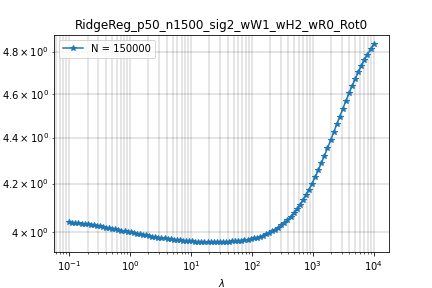 RidgeReg_p50_n1500_sig2_wW1_wH2_wR0_Rot0
N = 150000
4.8 × 10⁰
4.6 × 10⁰
4.4 × 10⁰
4.2 × 10⁰
4 × 10⁰
10⁻¹ 10⁰ 10¹ 10² 10³ 10⁴
λ